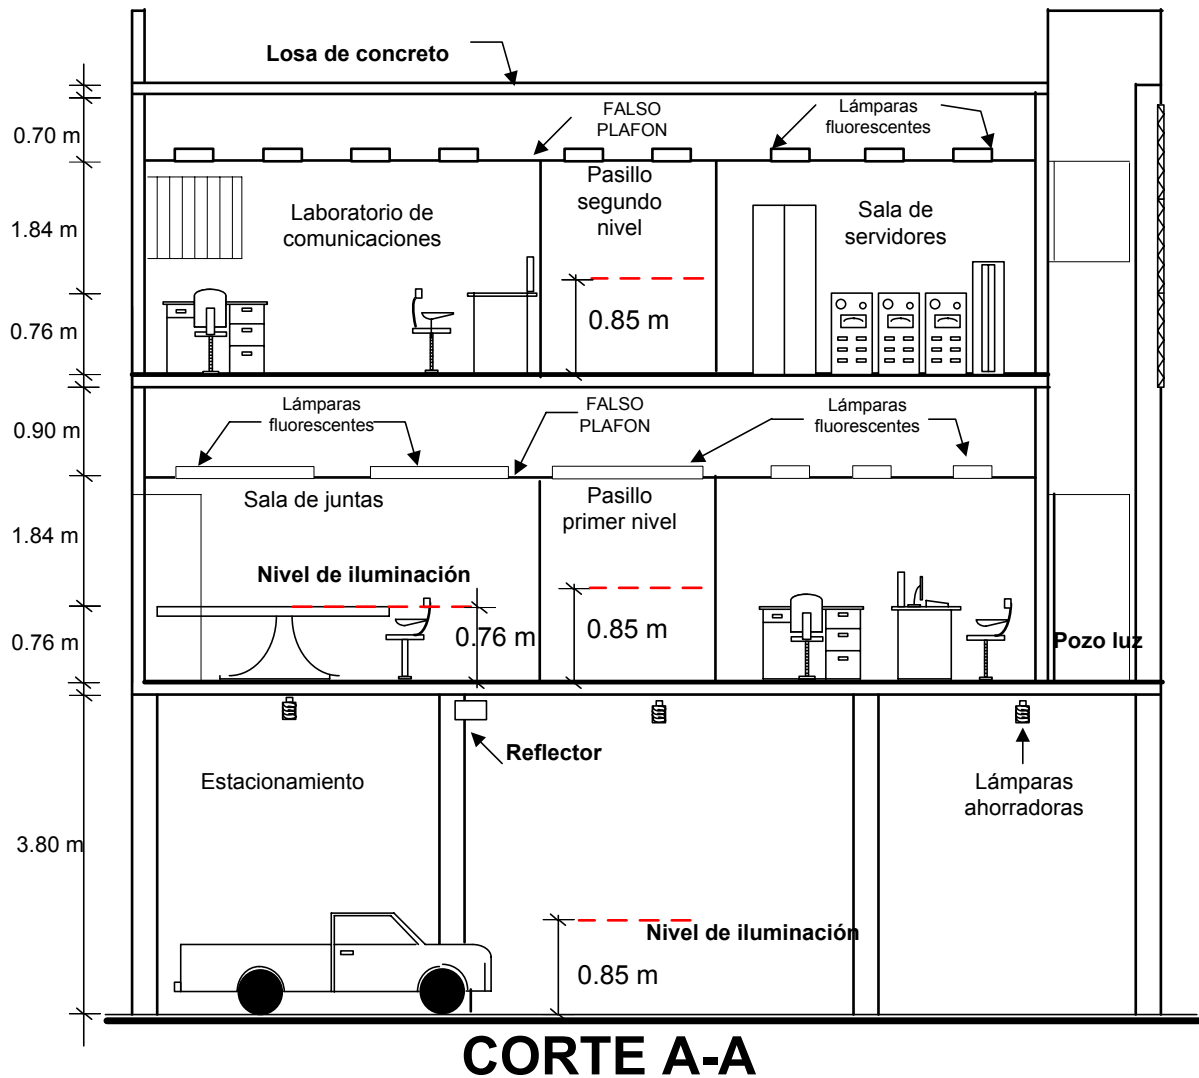 Losa de concreto
FALSO
PLAFON
Lámparas
fluorescentes
0.70 m
Pasillo
segundo
nivel
Laboratorio de
comunicaciones
Sala de
servidores
1.84 m
0.85 m
0.76 m
Lámparas
fluorescentes
FALSO
PLAFON
Lámparas
fluorescentes
0.90 m
Sala de juntas
Pasillo
primer nivel
1.84 m
Nivel de iluminación
0.76 m
0.85 m
0.76 m
Pozo luz
Reflector
Estacionamiento
Lámparas
ahorradoras
3.80 m
Nivel de iluminación
0.85 m
CORTE A-A